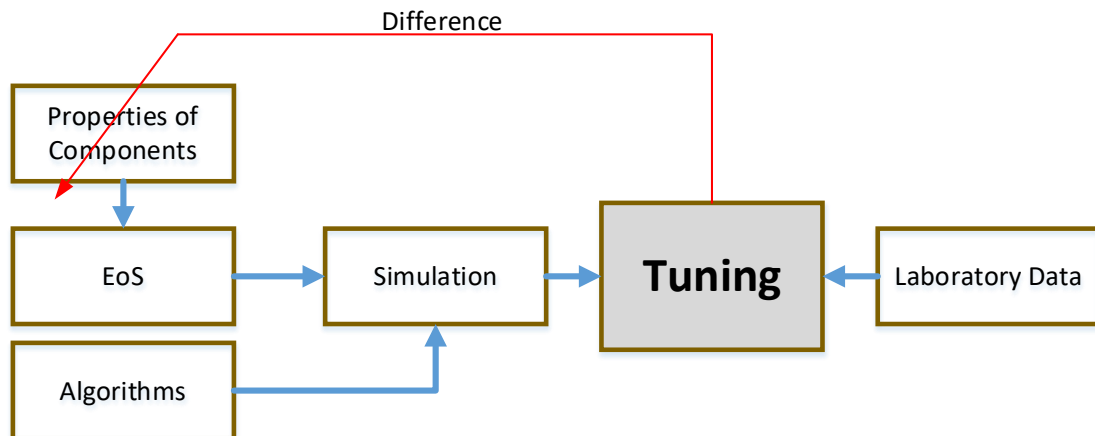 Difference
Properties of
Components
EoS
Simulation
Tuning
Laboratory Data
Algorithms